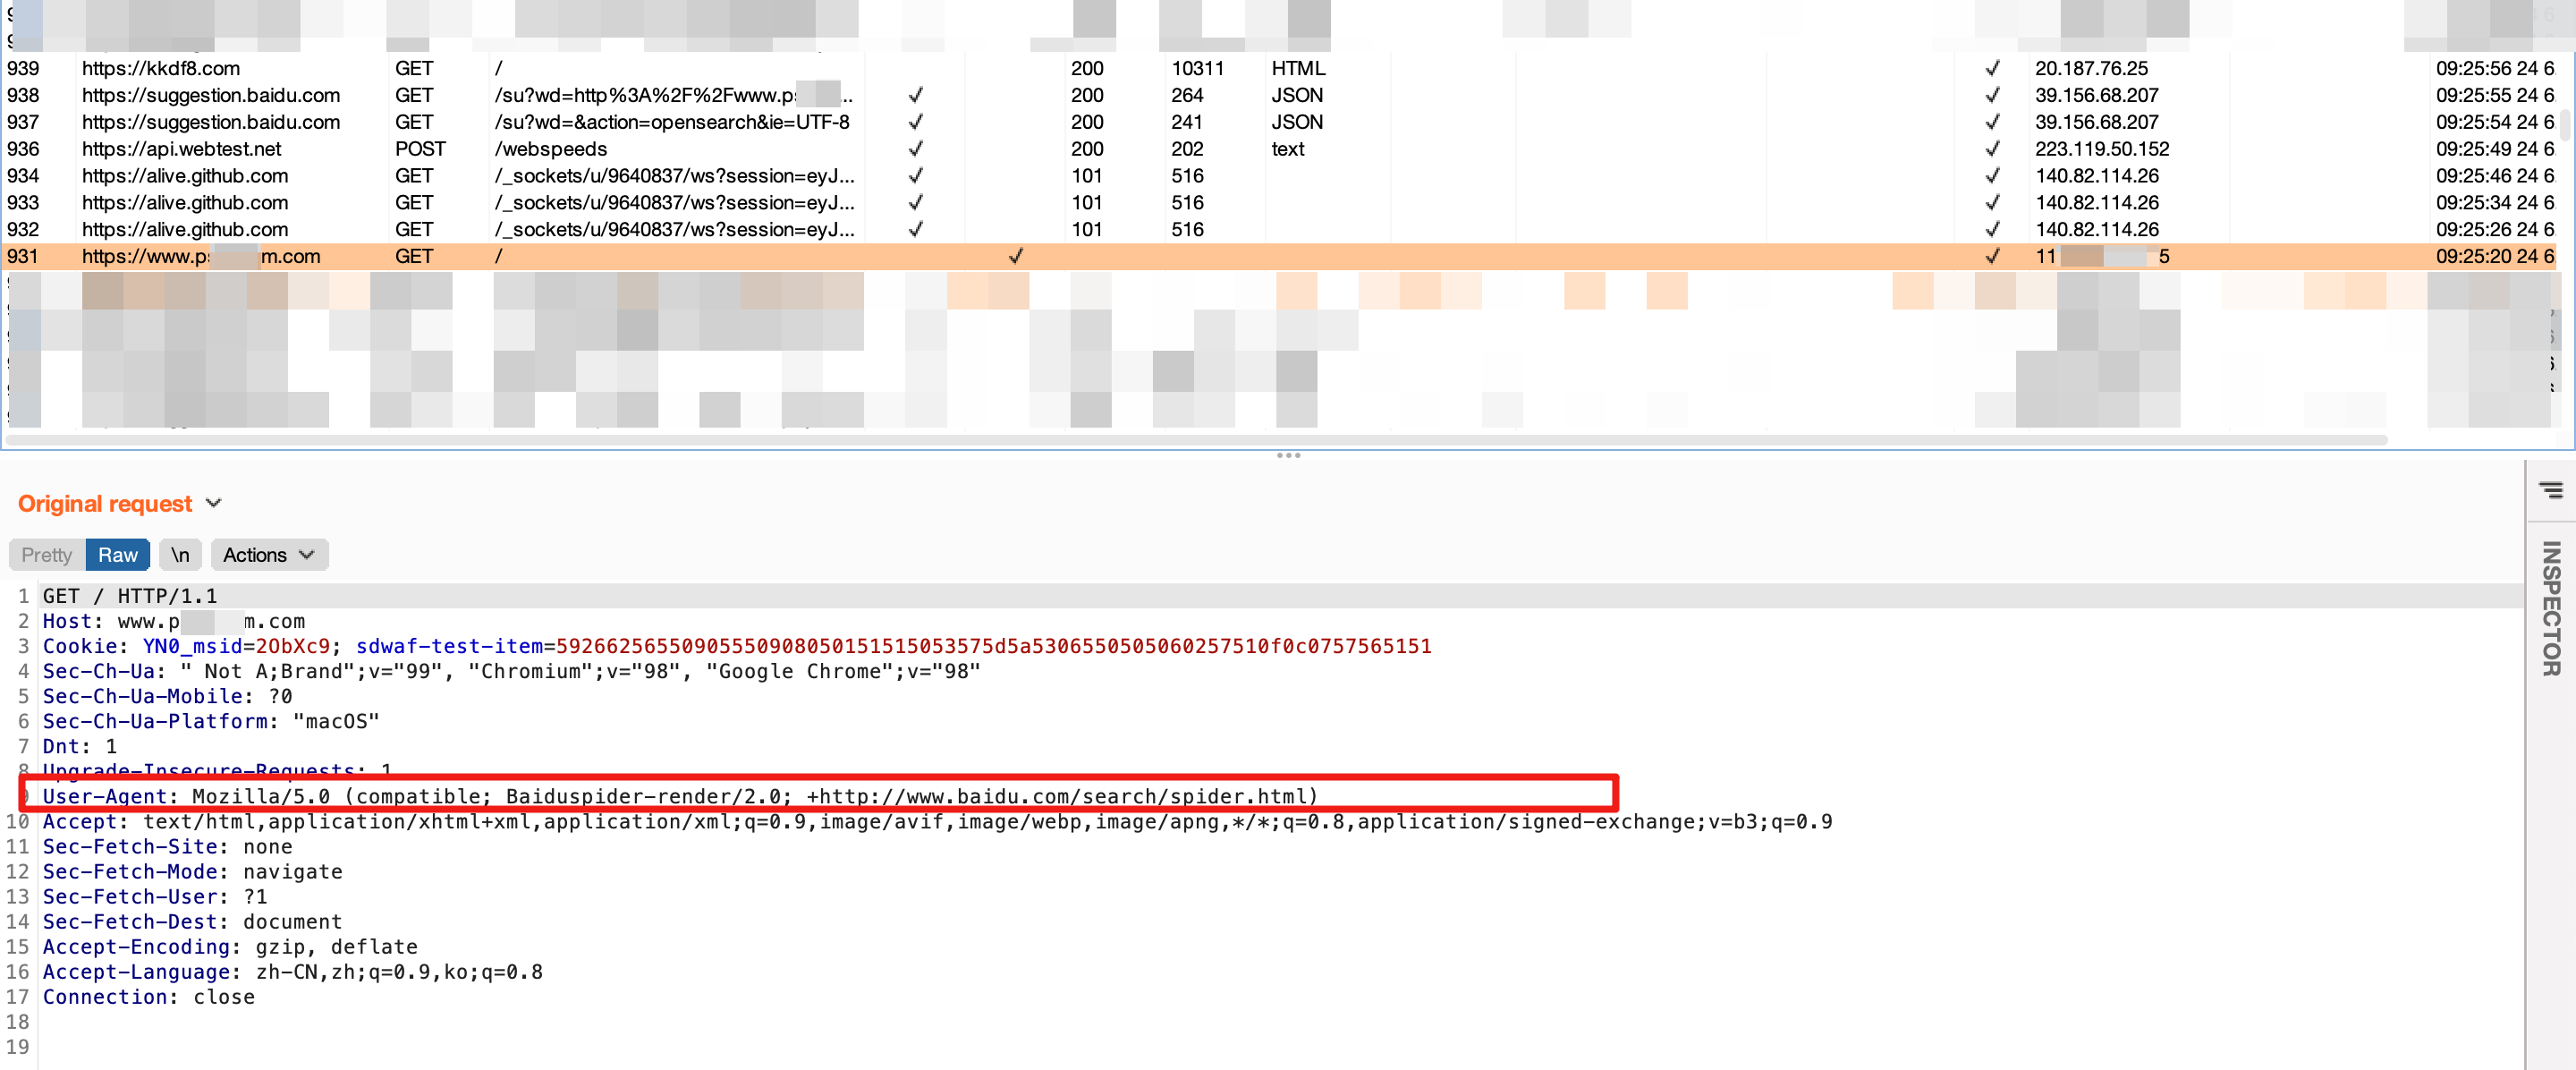 939 https://kkdf8.com GET / 200 10311 HTML ✓ 20.187.76.25 09:25:56 24 6
938 https://suggestion.baidu.com GET /su?wd=http%3A%2F%2Fwww.p ... ✓ 200 264 JSON ✓ 39.156.68.207 09:25:55 24 6
937 https://suggestion.baidu.com GET /su?wd=&action=opensearch&ie=UTF-8 ✓ 200 241 JSON ✓ 39.156.68.207 09:25:54 24 6
936 https://api.webtest.net POST /webspeeds ✓ 200 202 text ✓ 223.119.50.152 09:25:49 24 6
934 https://alive.github.com GET /_sockets/u/9640837/ws?session=eyJ... ✓ 101 516 ✓ 140.82.114.26 09:25:46 24 6
933 https://alive.github.com GET /_sockets/u/9640837/ws?session=eyJ... ✓ 101 516 ✓ 140.82.114.26 09:25:34 24 6
932 https://alive.github.com GET /_sockets/u/9640837/ws?session=eyJ... ✓ 101 516 ✓ 140.82.114.26 09:25:26 24 6
931 https://www.p m.com GET / ✓ ✓ 11 5 09:25:20 24 6
Original request
Pretty Raw \n Actions
INSPECTOR
1 GET / HTTP/1.1
2 Host: www.p m.com
3 Cookie: YN0_msid=2ObXc9; sdwaf-test-item=5926625655090555090805015151505357​5d5a5306550505060257510f0c0757565151
4 Sec-Ch-Ua: " Not A;Brand";v="99", "Chromium";v="98", "Google Chrome";v="98"
5 Sec-Ch-Ua-Mobile: ?0
6 Sec-Ch-Ua-Platform: "macOS"
7 Dnt: 1
8 Upgrade-Insecure-Requests: 1
9 User-Agent: Mozilla/5.0 (compatible; Baiduspider-render/2.0; +http://www.baidu.com/search/spider.html)
10 Accept: text/html,application/xhtml+xml,application/xml;q=0.9,image/avif,image/webp,image/apng,*/*;q=0.8,application/signed-exchange;v=b3;q=0.9
11 Sec-Fetch-Site: none
12 Sec-Fetch-Mode: navigate
13 Sec-Fetch-User: ?1
14 Sec-Fetch-Dest: document
15 Accept-Encoding: gzip, deflate
16 Accept-Language: zh-CN,zh;q=0.9,ko;q=0.8
17 Connection: close
18
19